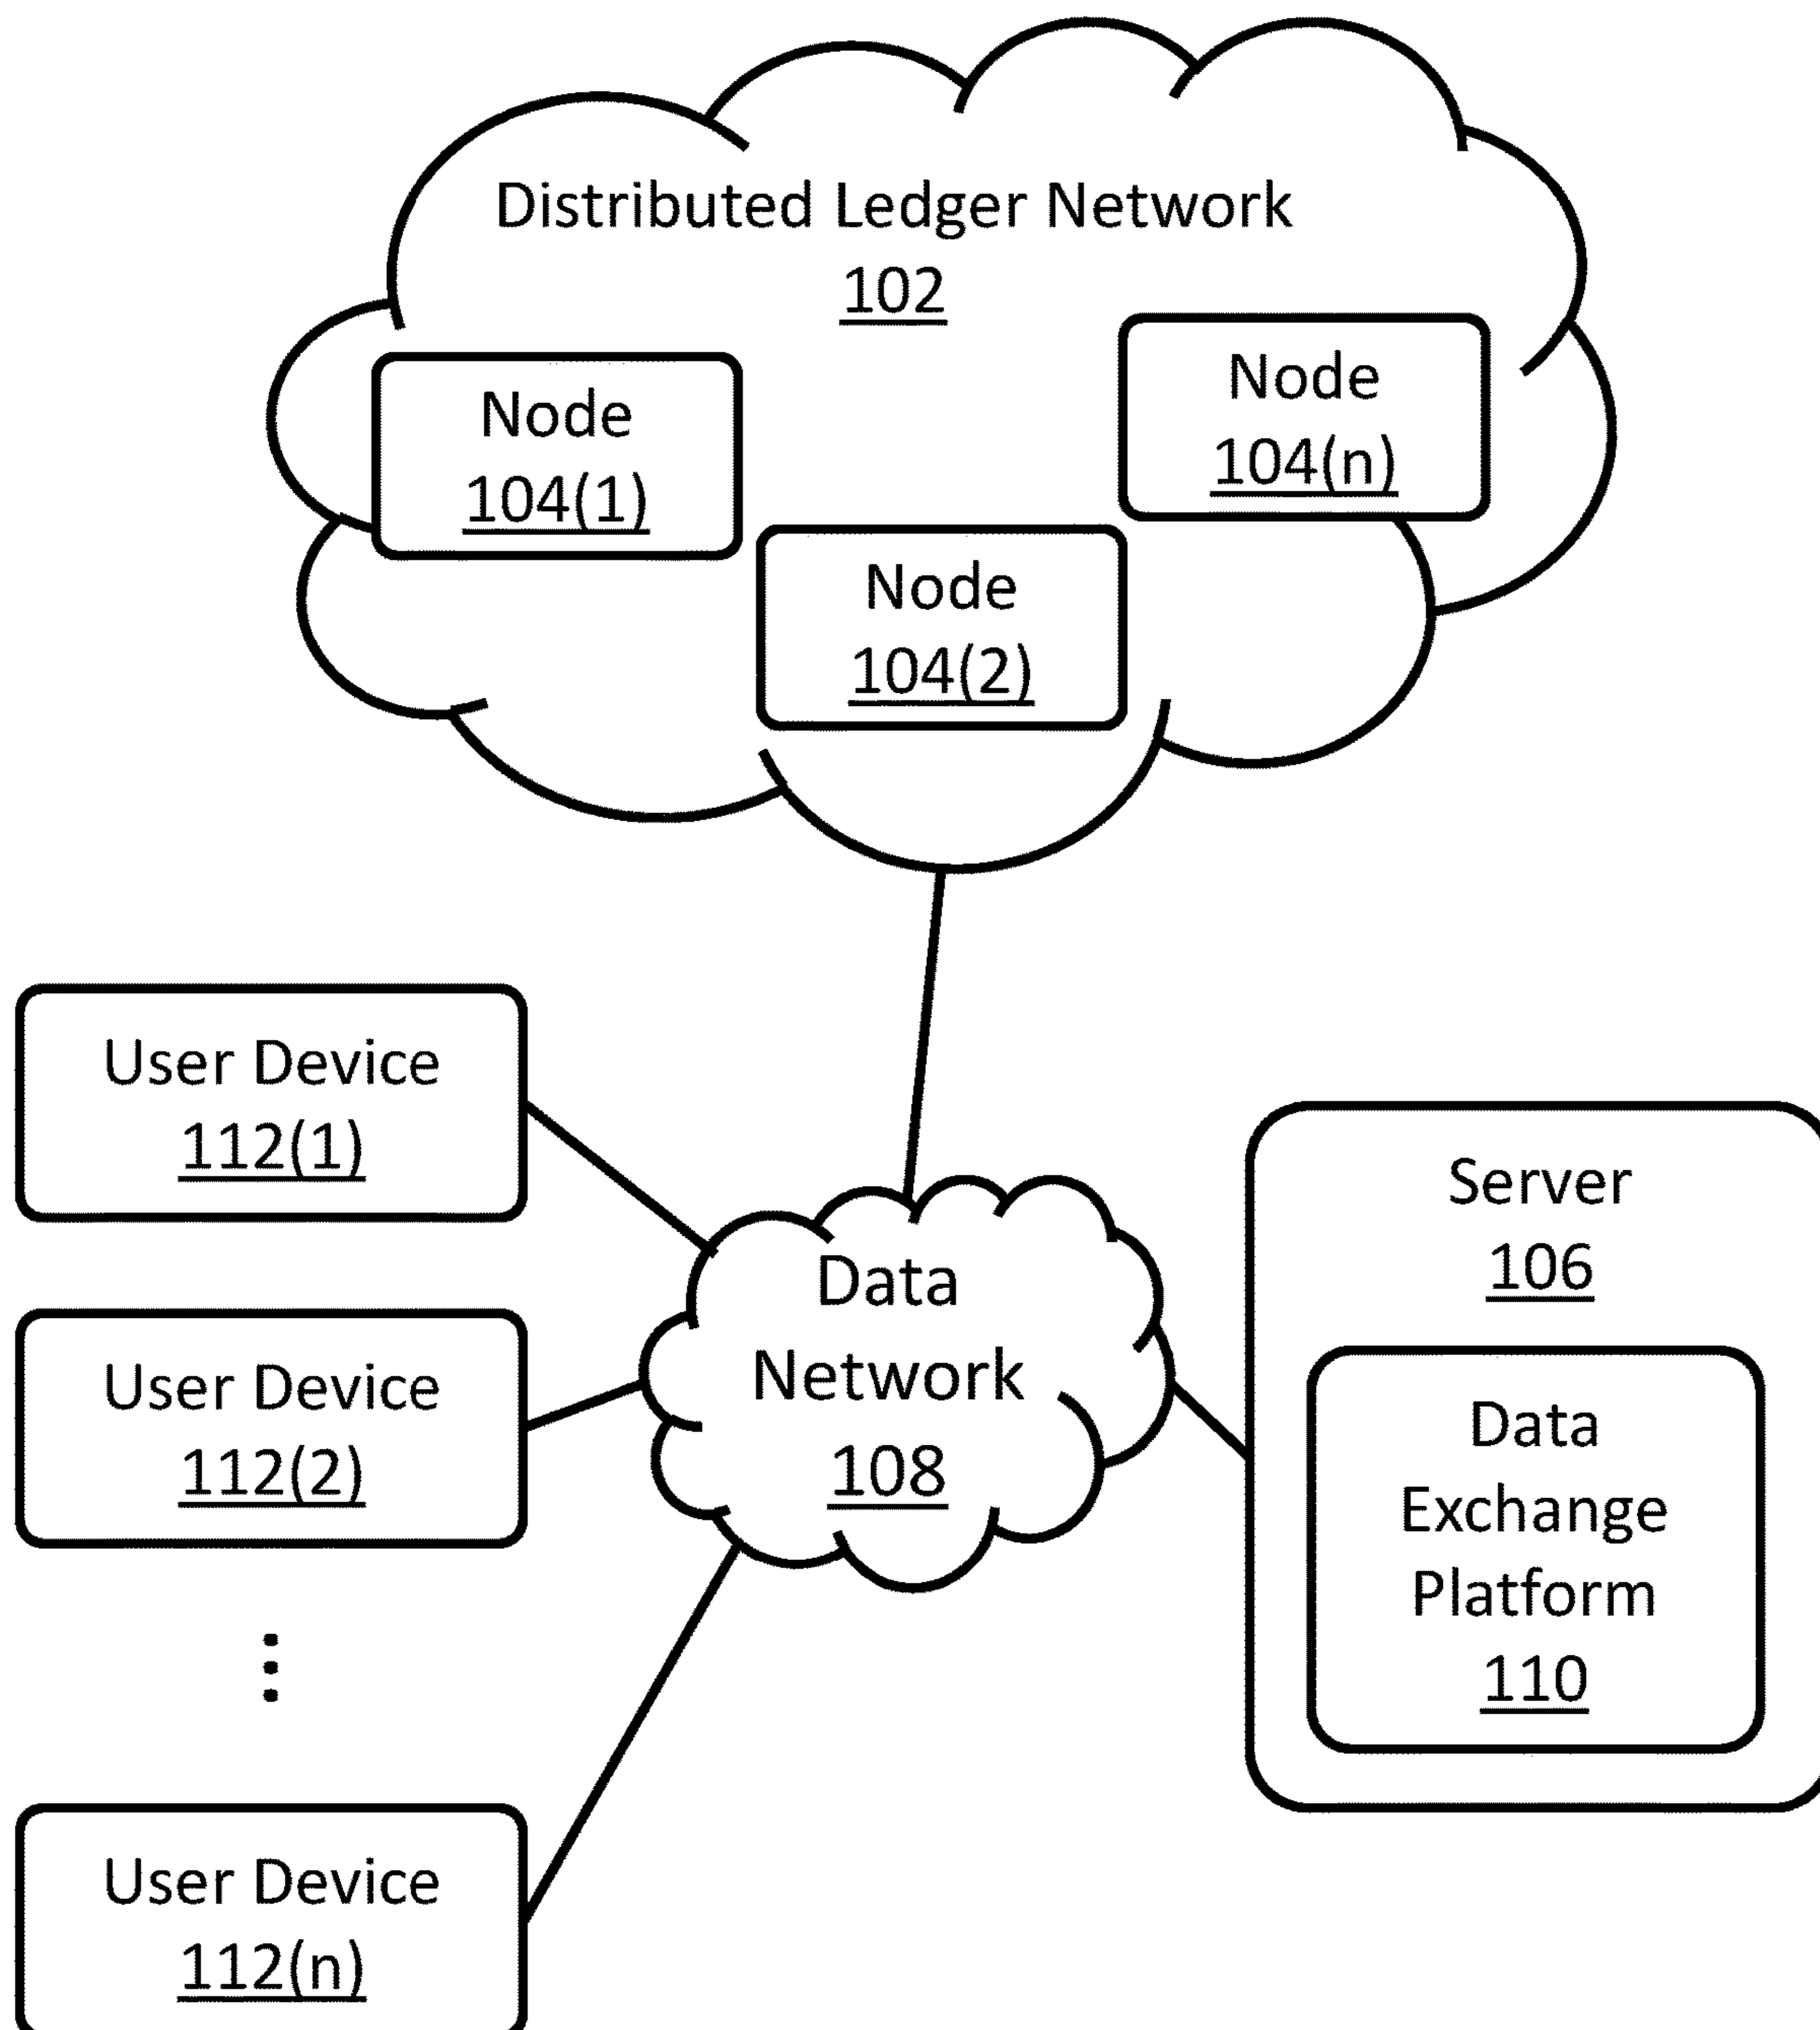 Distributed Ledger Network
102
Node
104(1)
Node
104(2)
Node
104(n)
User Device
112(1)
User Device
112(2)
User Device
112(n)
Data
Network
108
Server
106
Data
Exchange
Platform
110